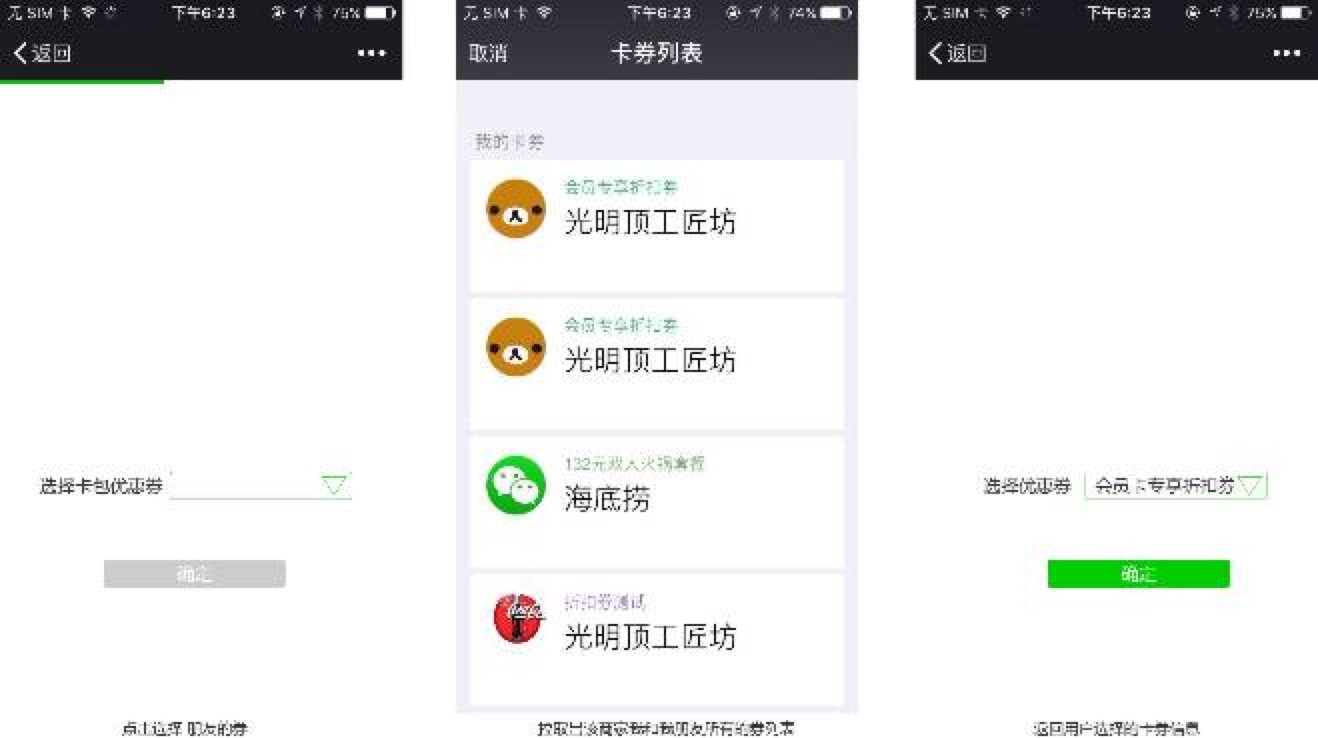 无 SIM 卡 下午6:23 75%
返回
选择卡包优惠券
确定
点击选择 朋友的券
无 SIM 卡 下午6:23 74%
取消 卡券列表
我的卡券
会员专享折扣券
光明顶工匠坊
会员专享折扣券
光明顶工匠坊
132元双人火锅套餐
海底捞
折扣券测试
光明顶工匠坊
拉取出该商家我和我朋友所有的券列表
无 SIM 卡 下午6:23 75%
返回
选择优惠券 会员卡专享折扣券
确定
返回用户选择的卡券信息